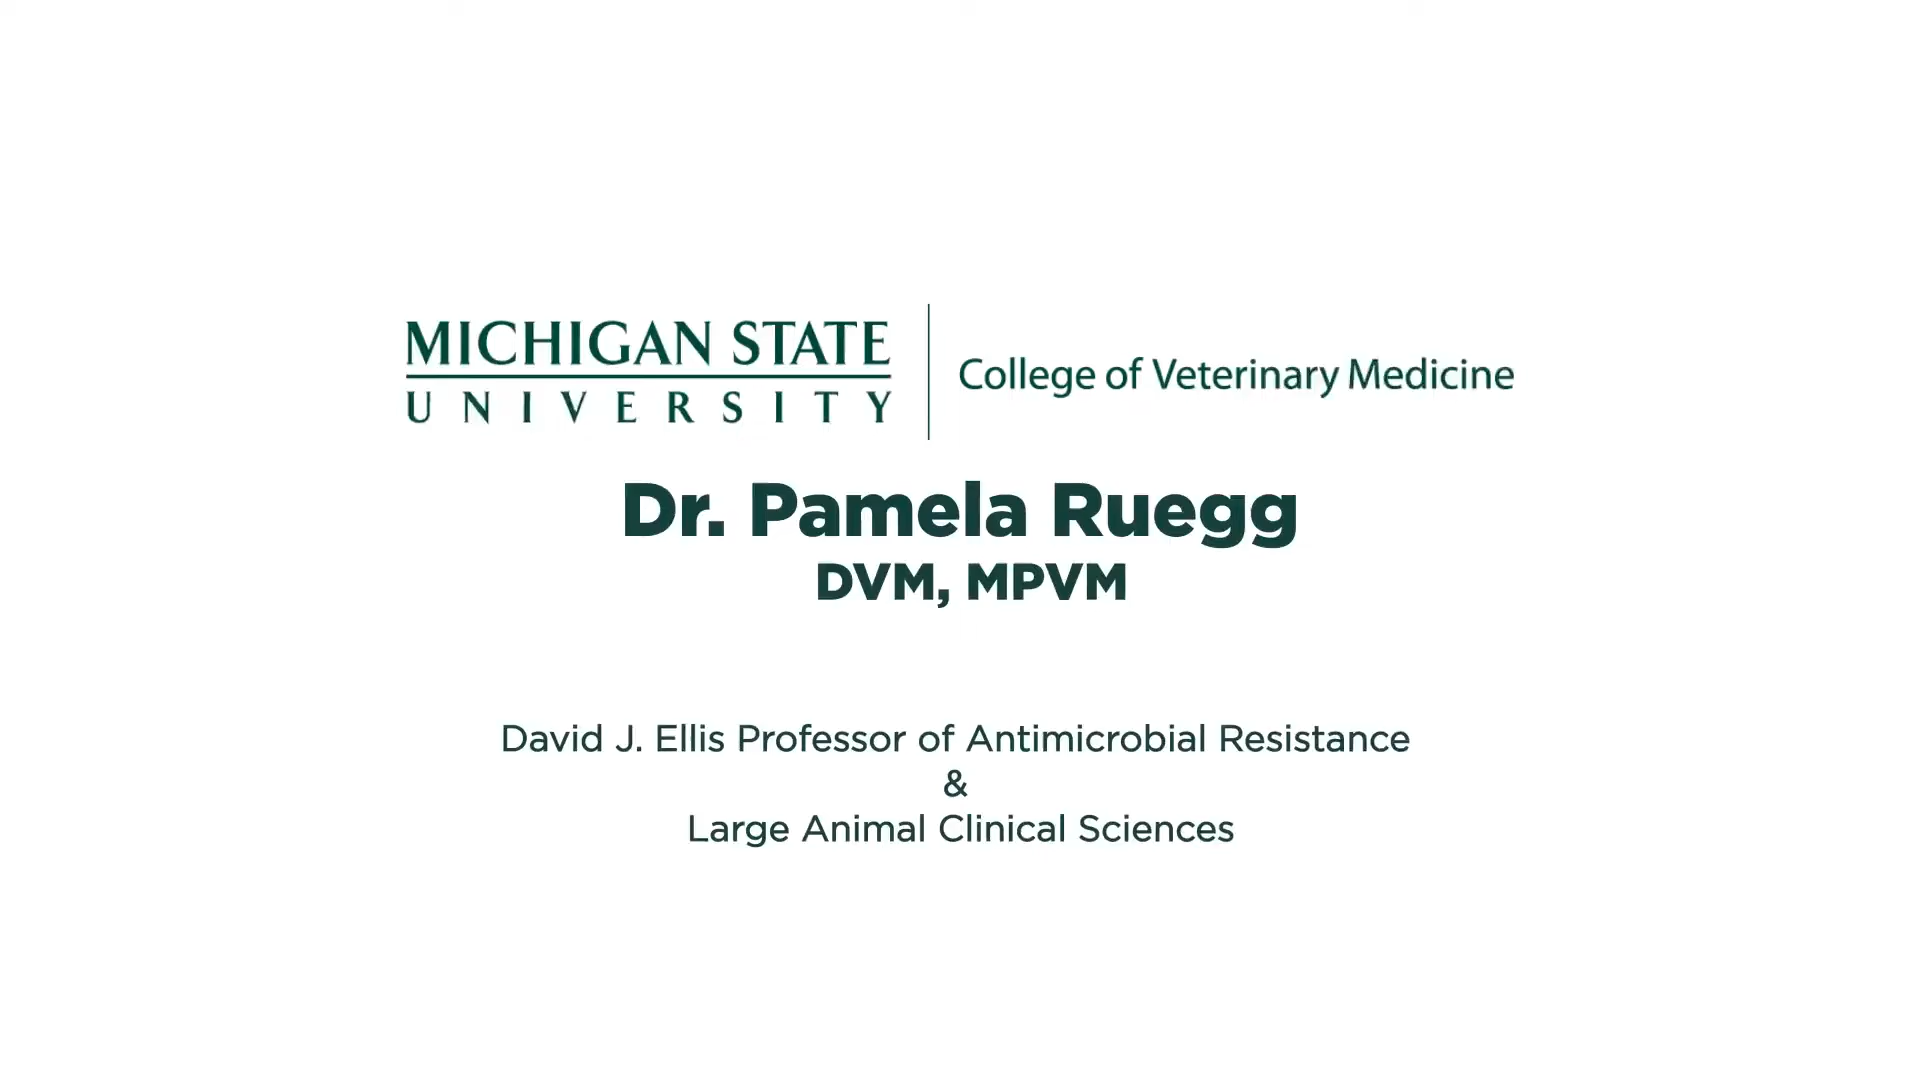 MICHIGAN STATE
UNIVERSITY
College of Veterinary Medicine
Dr. Pamela Ruegg
DVM, MPVM
David J. Ellis Professor of Antimicrobial Resistance
&
Large Animal Clinical Sciences